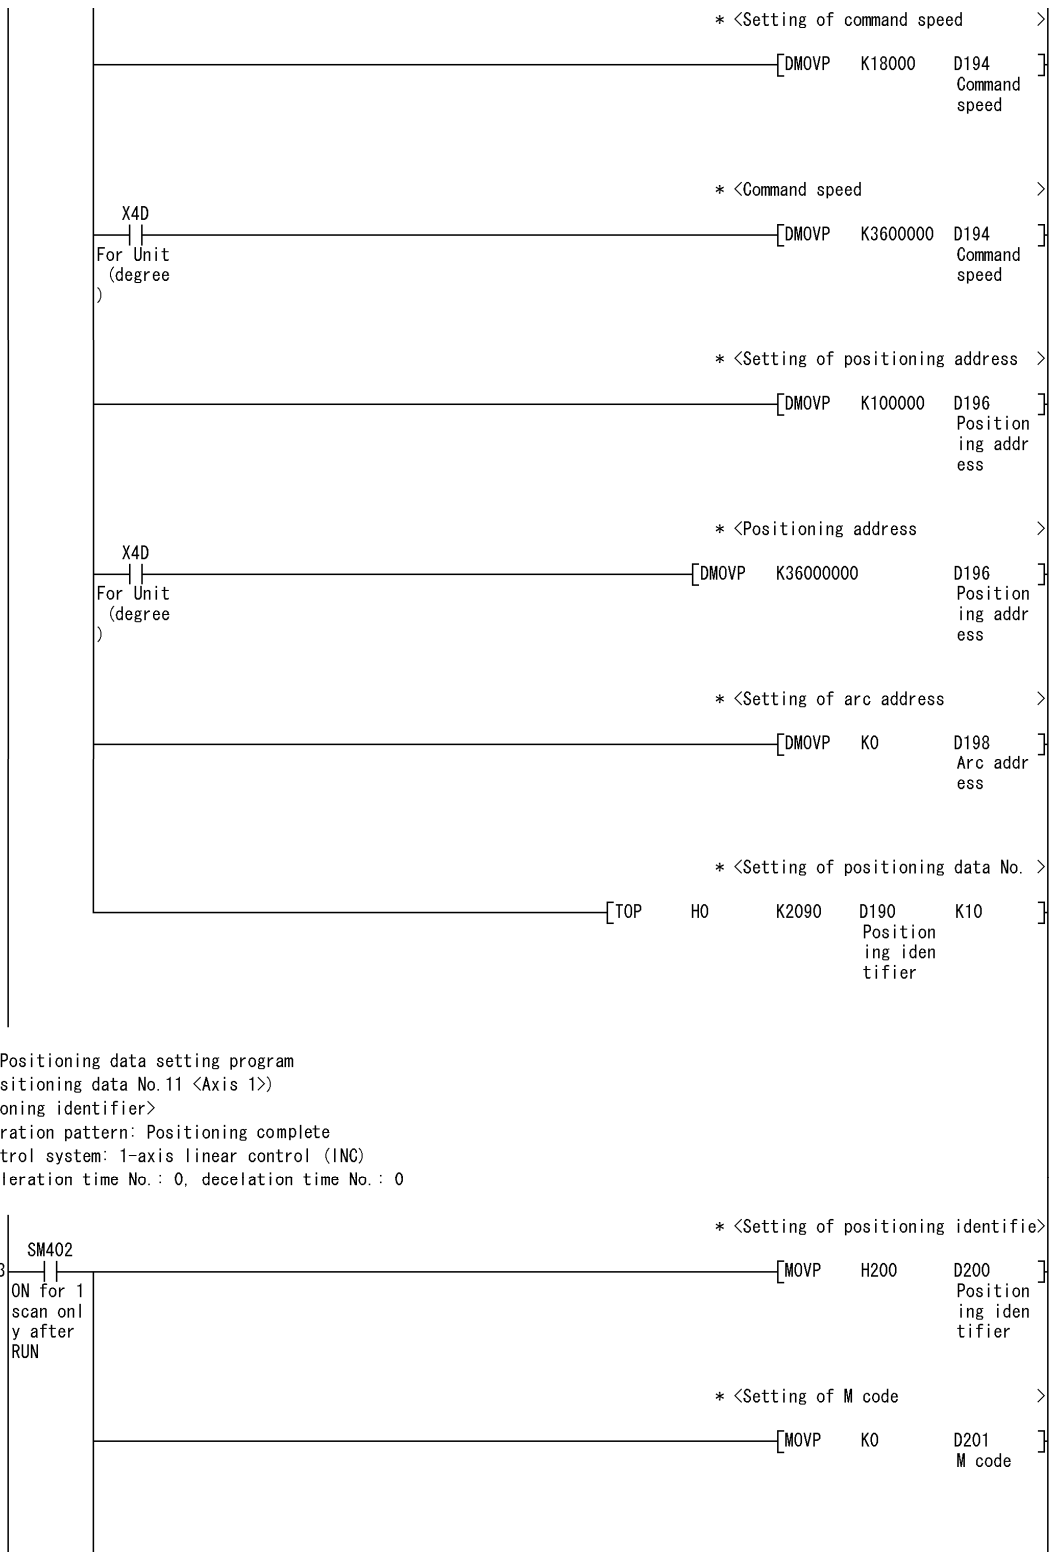 * <Setting of command speed >
DMOVP K18000 D194
Command
speed
* <Command speed >
X4D
DMOVP K3600000 D194
For Unit
(degree
)
Command
speed
* <Setting of positioning address >
DMOVP K100000 D196
Position
ing addr
ess
* <Positioning address >
X4D
DMOVP K36000000 D196
For Unit
(degree
)
Position
ing addr
ess
* <Setting of arc address >
DMOVP K0 D198
Arc addr
ess
* <Setting of positioning data No. >
TOP H0 K2090 D190 K10
Position
ing iden
tifier
Positioning data setting program
sitioning data No.11 <Axis 1>)
oning identifier>
ration pattern: Positioning complete
trol system: 1-axis linear control (INC)
leration time No.: 0, decelation time No.: 0
* <Setting of positioning identifie>
SM402
MOVP H200 D200
ON for 1
scan onl
y after
RUN
Position
ing iden
tifier
* <Setting of M code >
MOVP K0 D201
M code